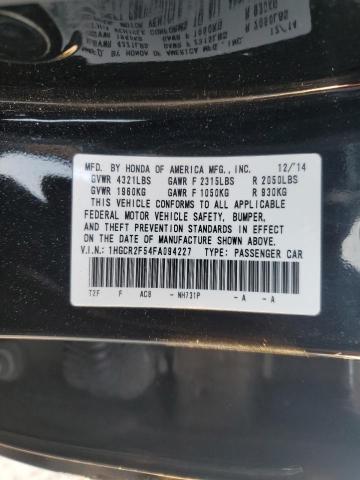 MFD. BY HONDA OF AMERICA MFG., INC. 12/14
GVWR 4321LBS GAWR F 2315LBS R 2050LBS
GVWR 1960KG GAWR F 1050KG R 930KG
THIS VEHICLE CONFORMS TO ALL APPLICABLE
FEDERAL MOTOR VEHICLE SAFETY, BUMPER,
AND THEFT PREVENTION STANDARDS IN EFFECT
ON THE DATE OF MANUFACTURE SHOWN ABOVE.
V.I.N.: 1HGCR2F54FA094227 TYPE: PASSENGER CAR
T2F F AC8 - NH731P - A - A